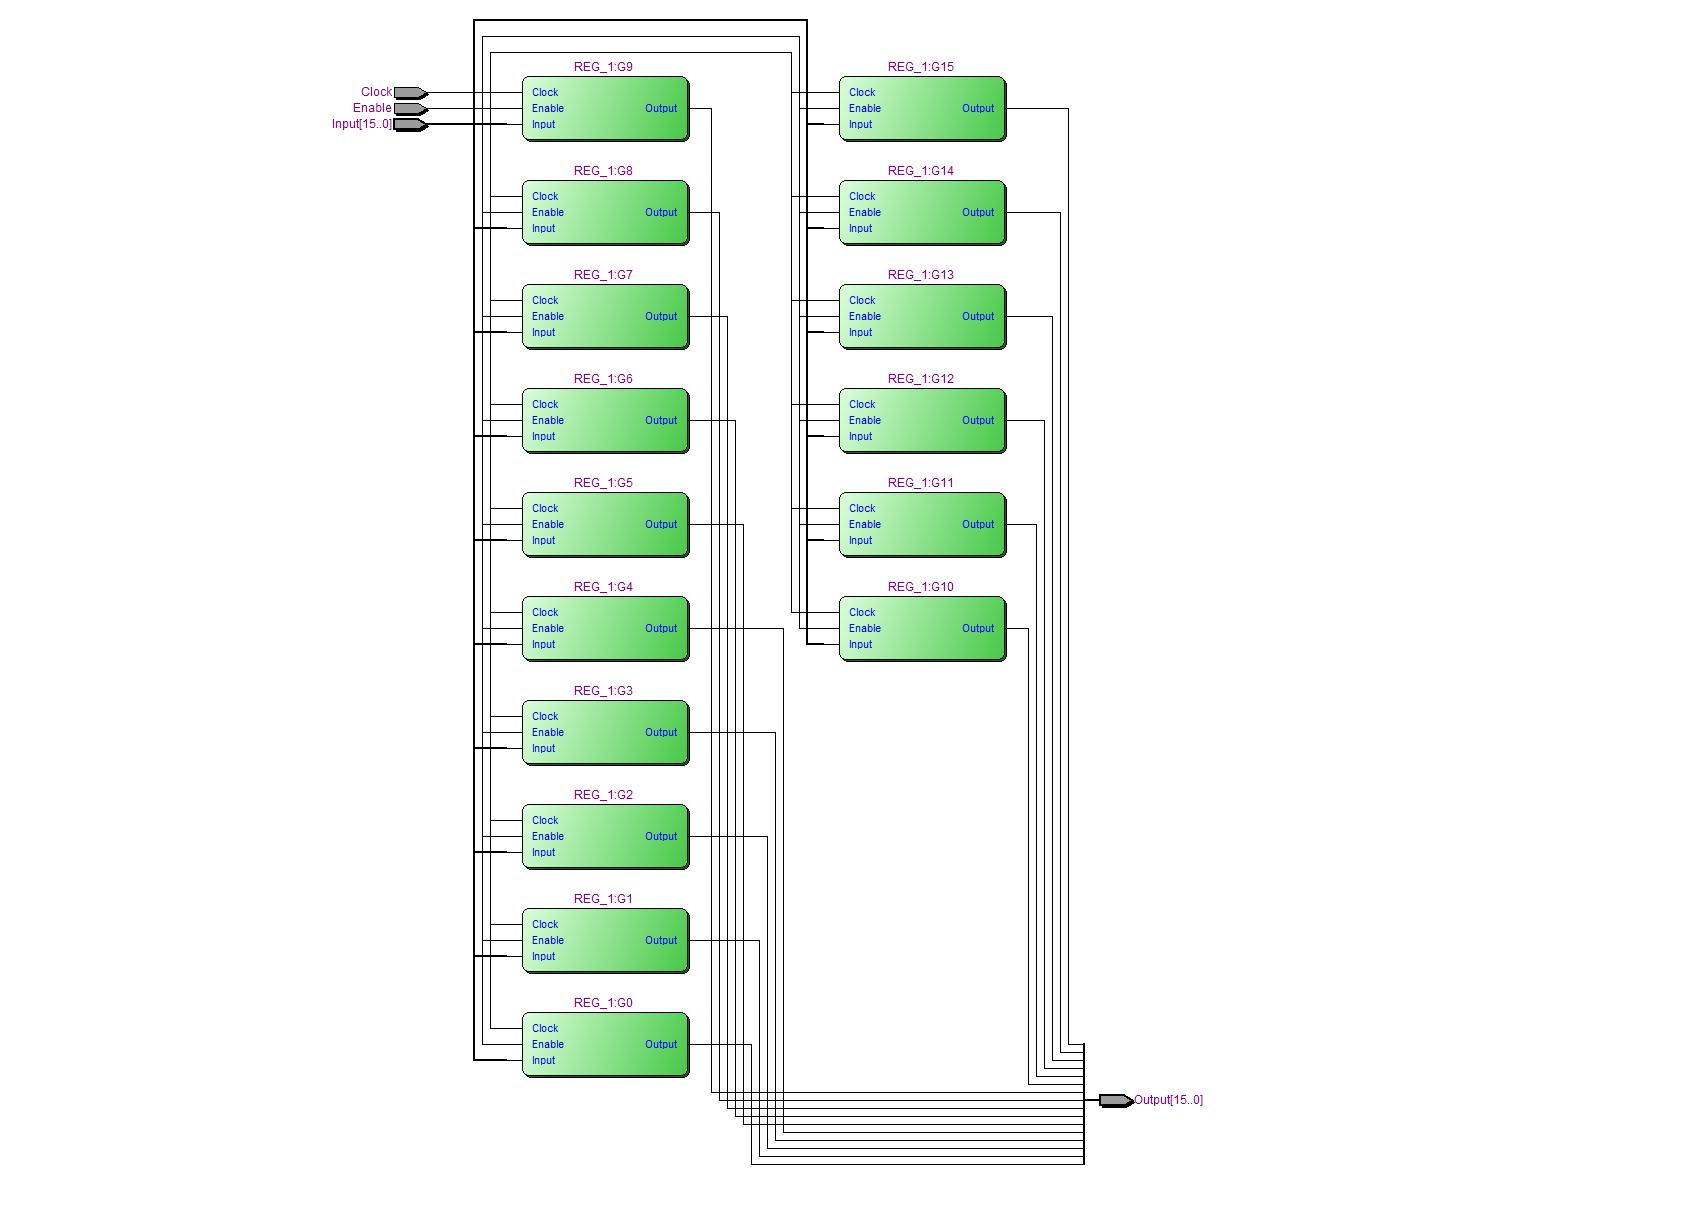 Clock
Enable
Input[15..0]
REG_1:G9
Clock
Enable Output
Input
REG_1:G8
Clock
Enable Output
Input
REG_1:G7
Clock
Enable Output
Input
REG_1:G6
Clock
Enable Output
Input
REG_1:G5
Clock
Enable Output
Input
REG_1:G4
Clock
Enable Output
Input
REG_1:G3
Clock
Enable Output
Input
REG_1:G2
Clock
Enable Output
Input
REG_1:G1
Clock
Enable Output
Input
REG_1:G0
Clock
Enable Output
Input
REG_1:G15
Clock
Enable Output
Input
REG_1:G14
Clock
Enable Output
Input
REG_1:G13
Clock
Enable Output
Input
REG_1:G12
Clock
Enable Output
Input
REG_1:G11
Clock
Enable Output
Input
REG_1:G10
Clock
Enable Output
Input
Output[15..0]